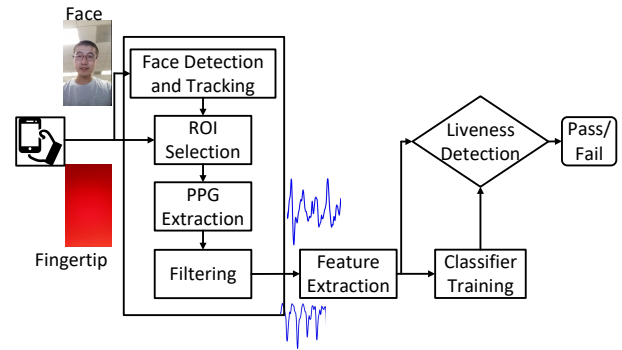 Face
Face Detection
and Tracking
ROI
Selection
PPG
Extraction
Filtering
Fingertip
Feature
Extraction
Classifier
Training
Liveness
Detection
Pass/
Fail